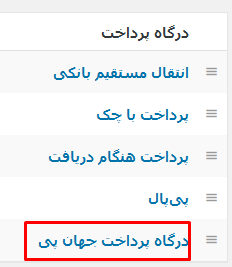 درگاه پرداخت
انتقال مستقیم بانکی
پرداخت با چک
پرداخت هنگام دریافت
پی‌پال
درگاه پرداخت جهان پی